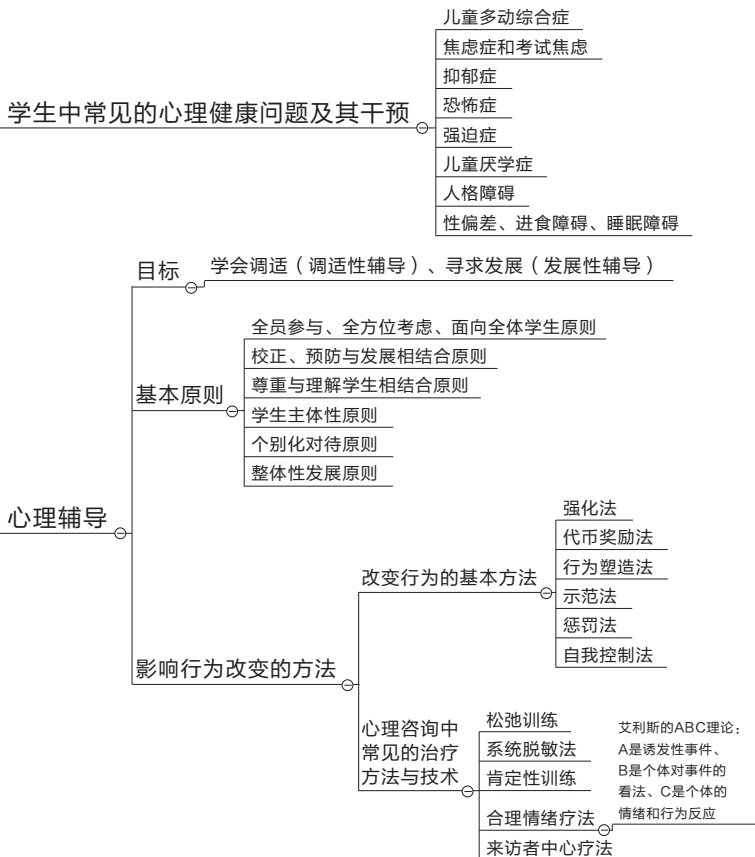 学生中常见的心理健康问题及其干预
儿童多动综合症
焦虑症和考试焦虑
抑郁症
恐怖症
强迫症
儿童厌学症
人格障碍
性偏差、进食障碍、睡眠障碍
心理辅导
目标
学会调适（调适性辅导）、寻求发展（发展性辅导）
基本原则
全员参与、全方位考虑、面向全体学生原则
校正、预防与发展相结合原则
尊重与理解学生相结合原则
学生主体性原则
个别化对待原则
整体性发展原则
影响行为改变的方法
改变行为的基本方法
强化法
代币奖励法
行为塑造法
示范法
惩罚法
自我控制法
心理咨询中
常见的治疗
方法与技术
松弛训练
系统脱敏法
肯定性训练
合理情绪疗法
艾利斯的ABC理论：
A是诱发性事件、
B是个体对事件的
看法、C是个体的
情绪和行为反应
来访者中心疗法